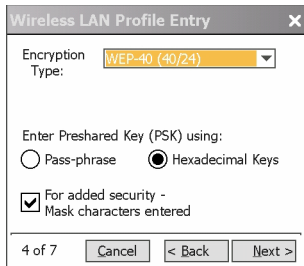 Wireless LAN Profile Entry
Encryption Type:
WEP-40 (40/24)
Enter Preshared Key (PSK) using:
Pass-phrase
Hexadecimal Keys
For added security -
Mask characters entered
4 of 7
Cancel
< Back
Next >